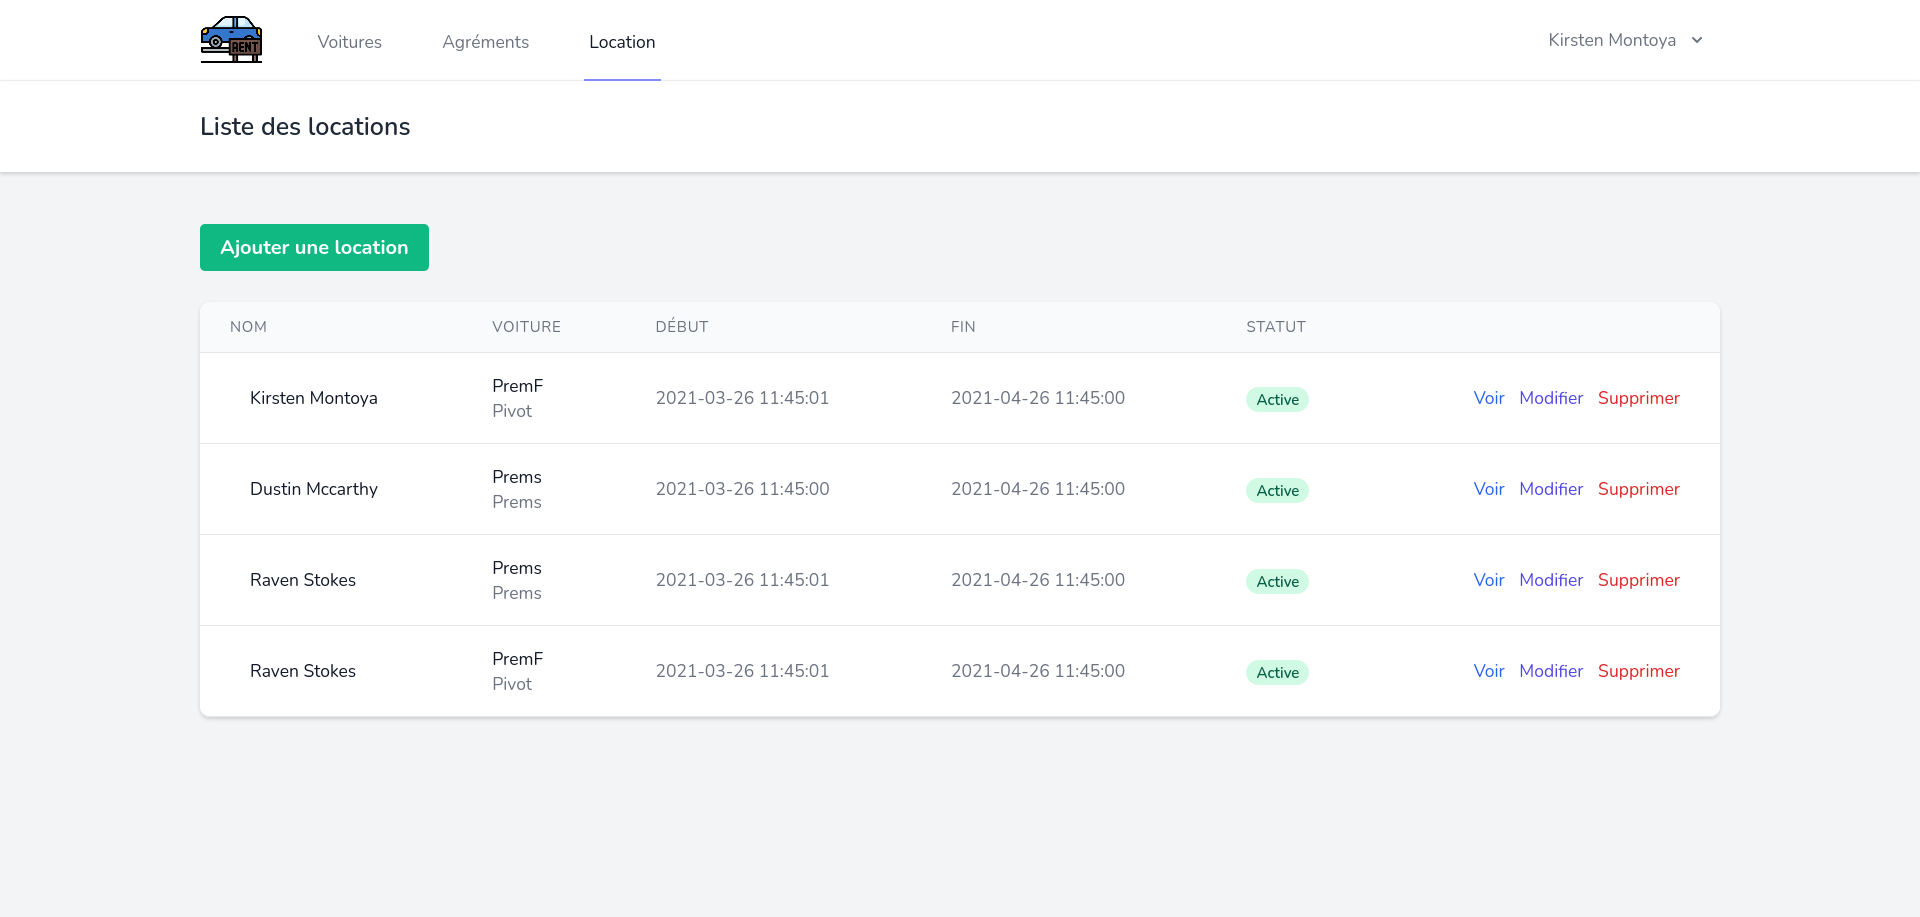 RENT
Voitures Agréments Location Kirsten Montoya
Liste des locations
Ajouter une location
NOM VOITURE DÉBUT FIN STATUT
Kirsten Montoya PremF 2021-03-26 11:45:01 2021-04-26 11:45:00 Active Voir Modifier Supprimer
Pivot
Dustin Mccarthy Prems 2021-03-26 11:45:00 2021-04-26 11:45:00 Active Voir Modifier Supprimer
Prems
Raven Stokes Prems 2021-03-26 11:45:01 2021-04-26 11:45:00 Active Voir Modifier Supprimer
Prems
Raven Stokes PremF 2021-03-26 11:45:01 2021-04-26 11:45:00 Active Voir Modifier Supprimer
Pivot